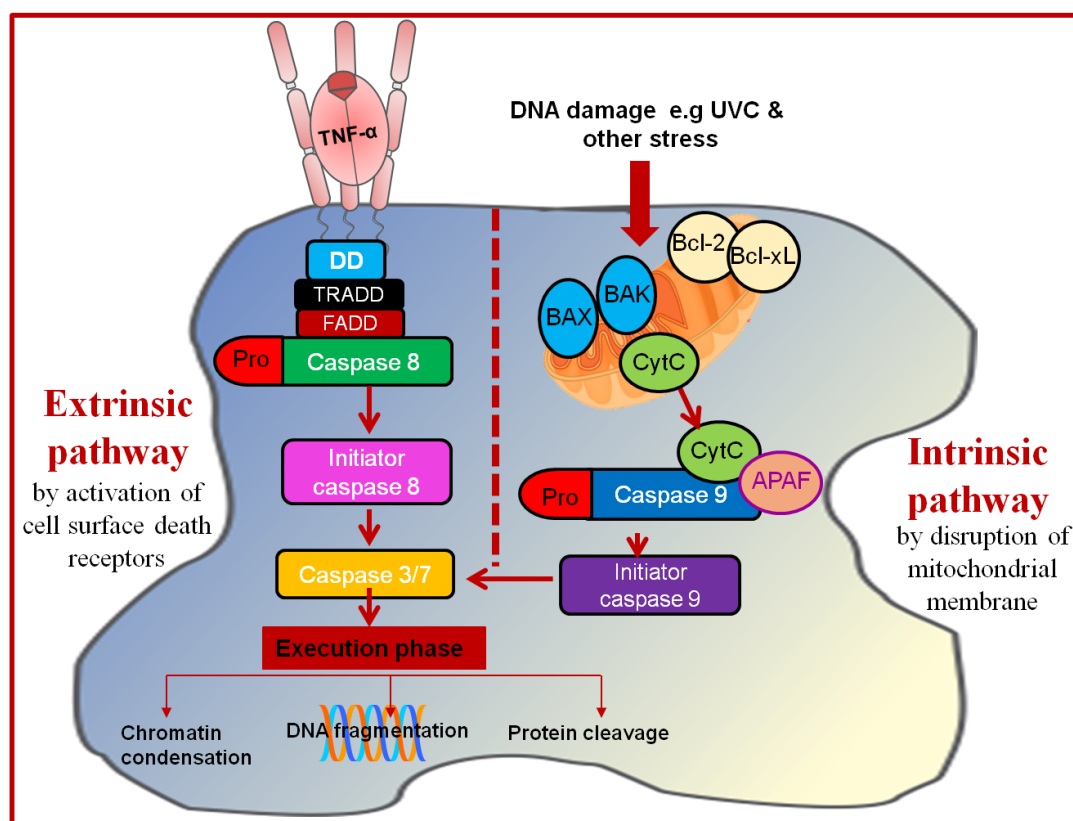 TNF-α
DNA damage e.g UVC &
other stress
DD
TRADD
FADD
Pro
Caspase 8
Initiator
caspase 8
Caspase 3/7
Execution phase
Chromatin
condensation
DNA fragmentation
Protein cleavage
Extrinsic
pathway
by activation of
cell surface death
receptors
BAX
BAK
Bcl-2
Bcl-xL
CytC
CytC
APAF
Pro
Caspase 9
Initiator
caspase 9
Intrinsic
pathway
by disruption of
mitochondrial
membrane